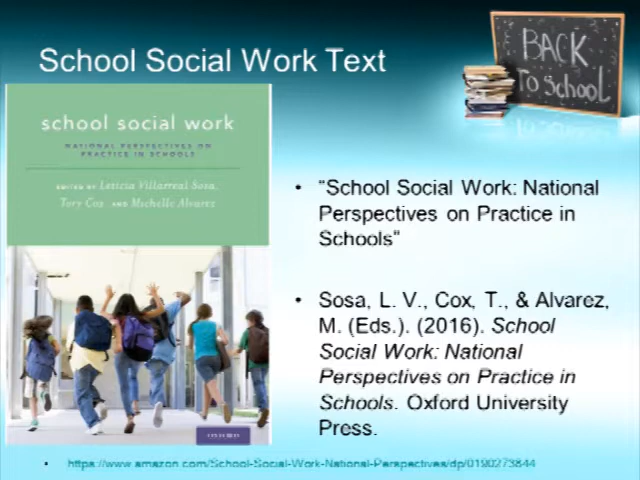 School Social Work Text
BACK
To SCHOOL
school social work
NATIONAL PERSPECTIVES ON
PRACTICE IN SCHOOLS
EDITED BY Leticia Villarreal Sosa,
Tory Cox AND Michelle Alvarez
OXFORD
• “School Social Work: National
Perspectives on Practice in
Schools”
• Sosa, L. V., Cox, T., & Alvarez,
M. (Eds.). (2016). School
Social Work: National
Perspectives on Practice in
Schools. Oxford University
Press.
• https://www.amazon.com/School-Social-Work-National-Perspectives/dp/0190273844